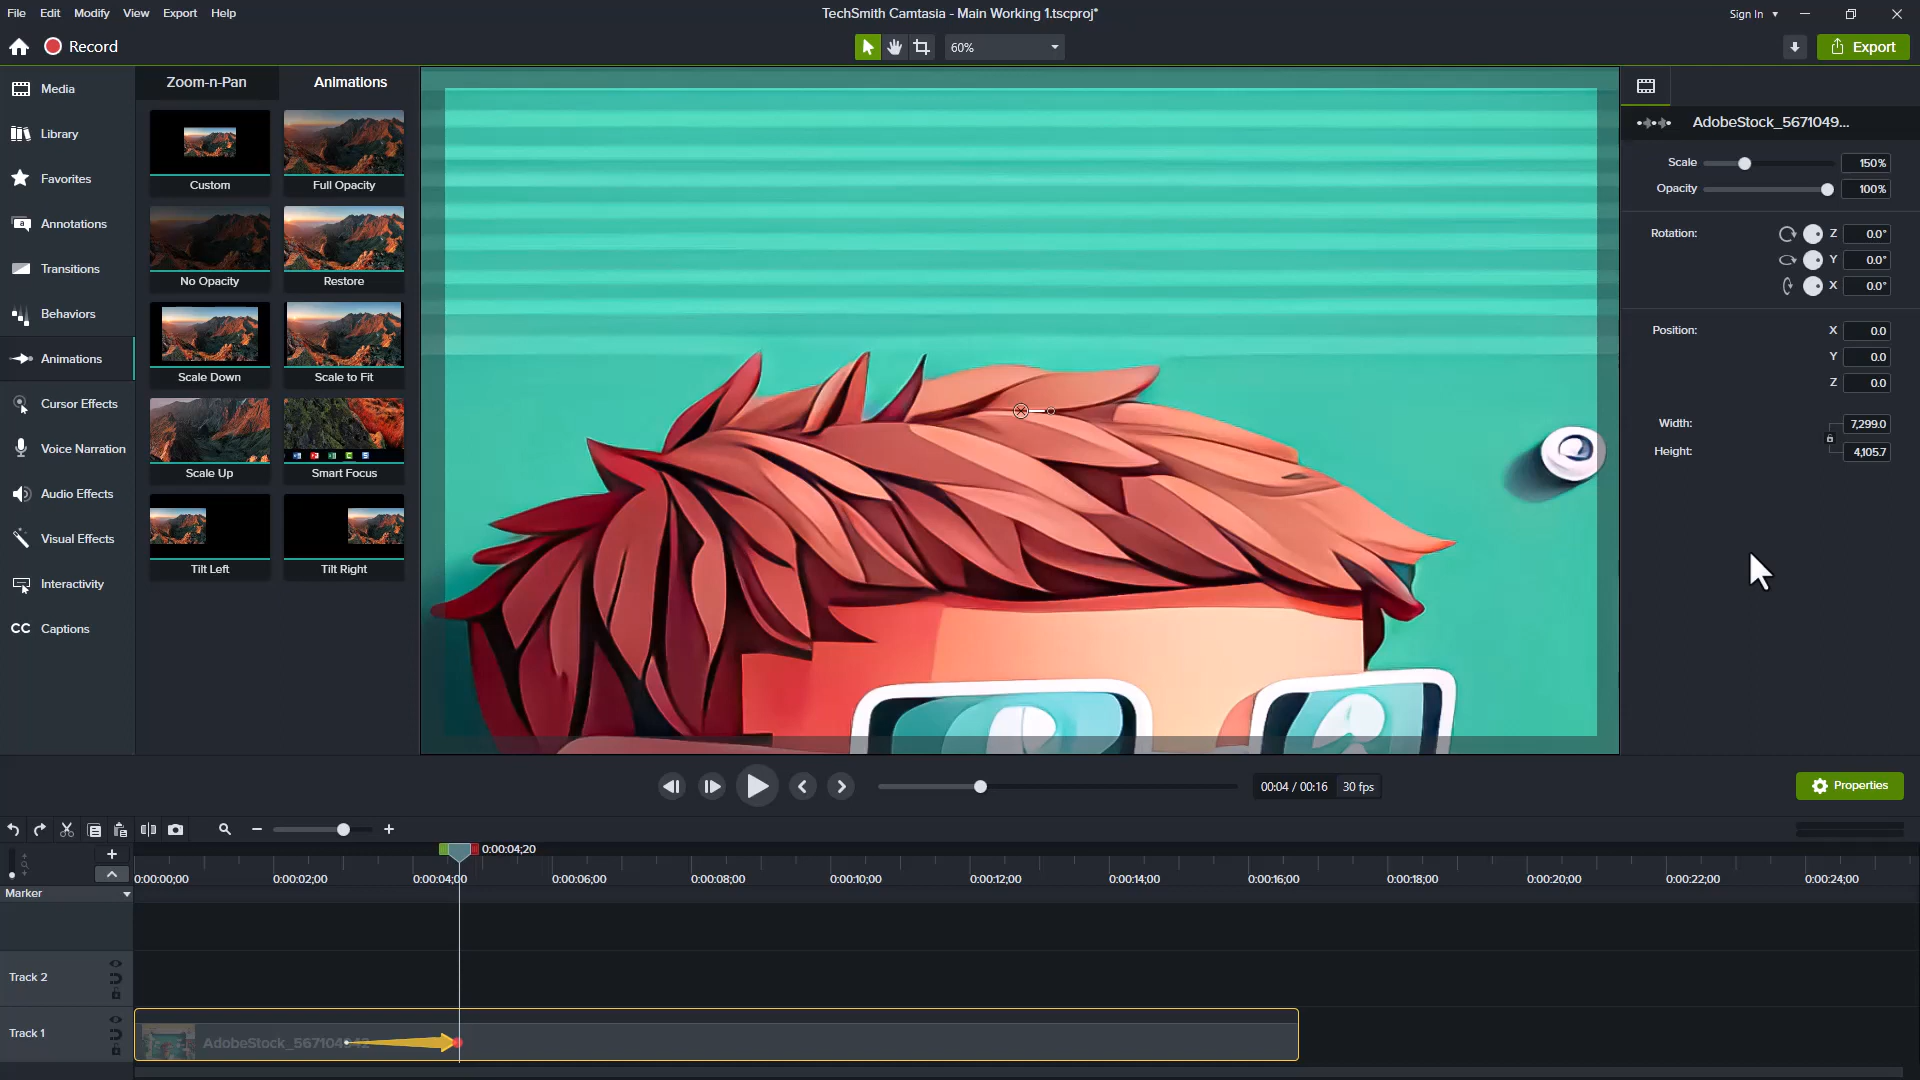 File Edit Modify View Export Help
TechSmith Camtasia - Main Working 1.tscproj*
Sign In
Record
60%
Export
Media
Library
Favorites
Annotations
Transitions
Behaviors
Animations
Cursor Effects
Voice Narration
Audio Effects
Visual Effects
Interactivity
CC Captions
Zoom-n-Pan Animations
Custom Full Opacity
No Opacity Restore
Scale Down Scale to Fit
Scale Up Smart Focus
Tilt Left Tilt Right
AdobeStock_5671049...
Scale 150%
Opacity 100%
Rotation: Z 0.0°
Y 0.0°
X 0.0°
Position: X 0.0
Y 0.0
Z 0.0
Width: 7,299.0
Height: 4,105.7
00:04 / 00:16 30 fps
Properties
0:00:04;20
0:00:00;00 0:00:02;00 0:00:04;00 0:00:06;00 0:00:08;00 0:00:10;00 0:00:12;00 0:00:14;00 0:00:16;00 0:00:18;00 0:00:20;00 0:00:22;00 0:00:24;00
Marker
Track 2
Track 1